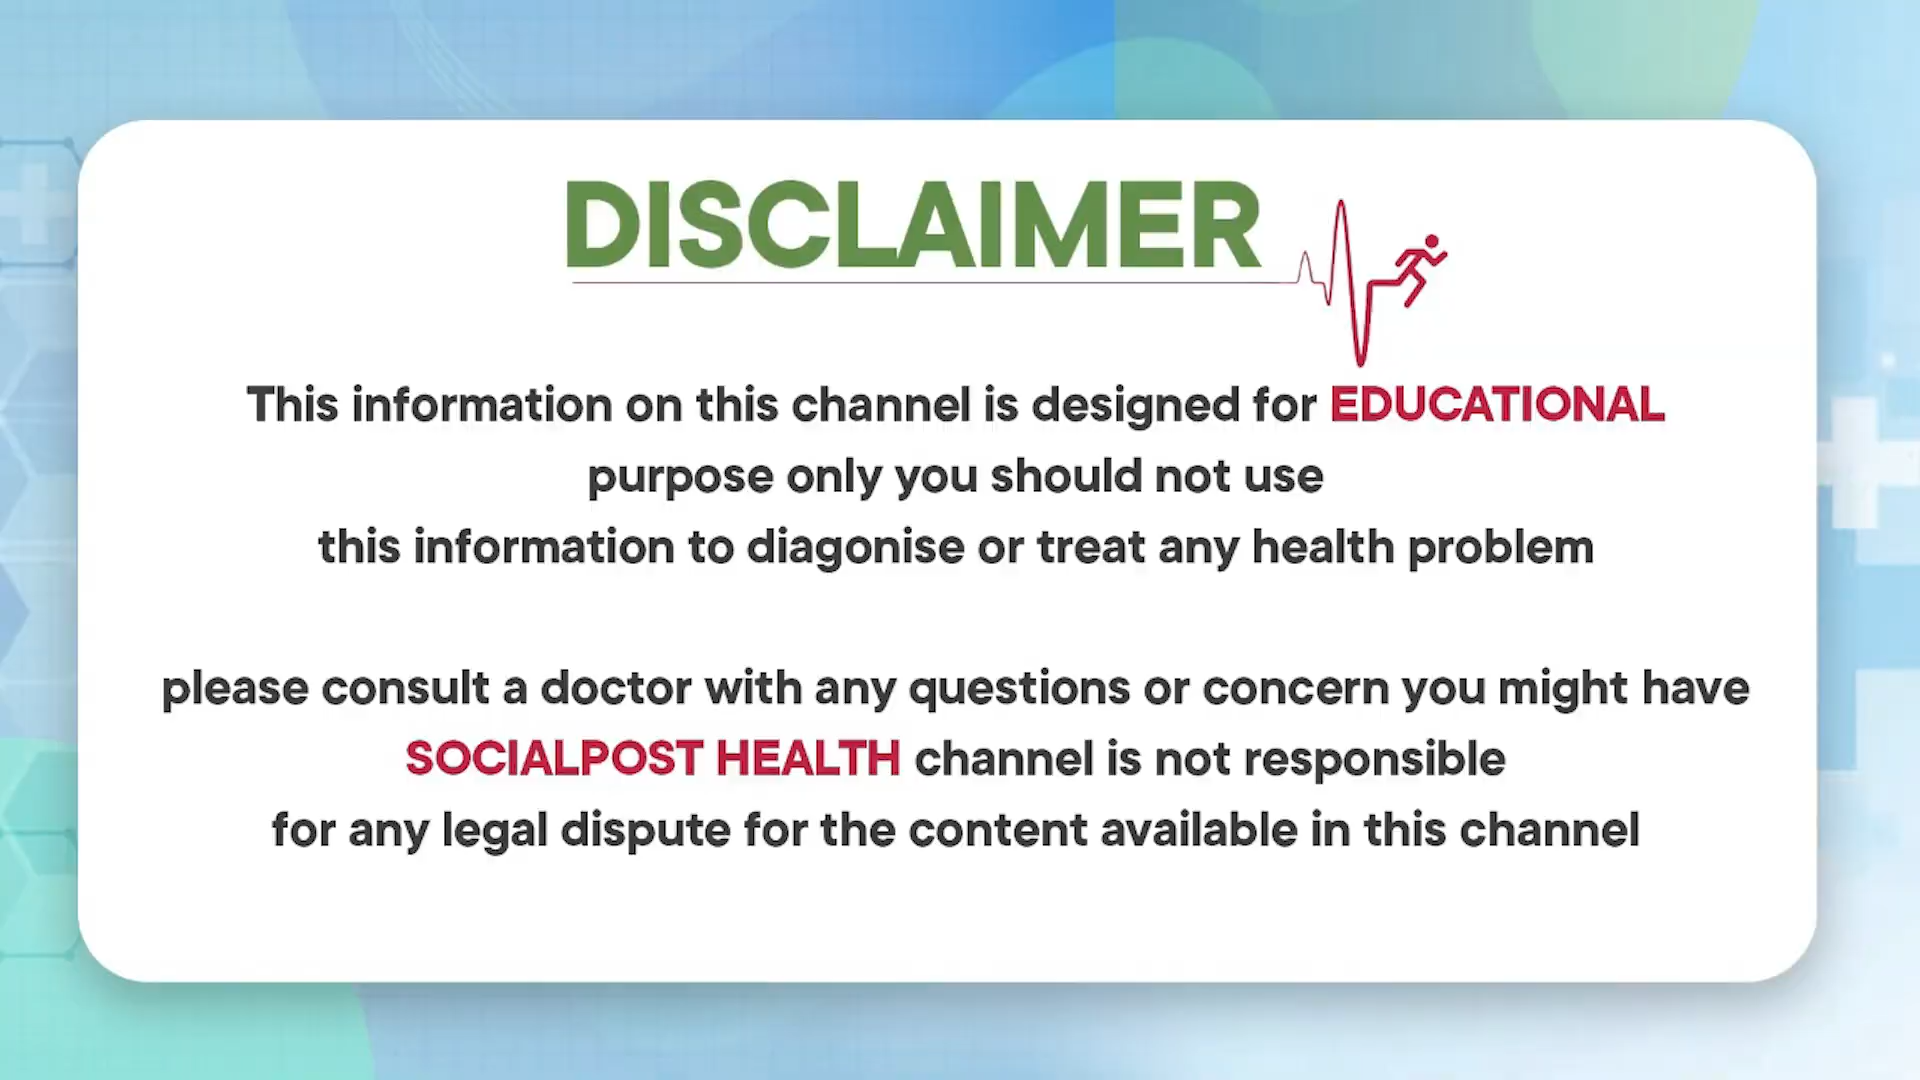 DISCLAIMER
This information on this channel is designed for EDUCATIONAL
purpose only you should not use
this information to diagonise or treat any health problem
please consult a doctor with any questions or concern you might have
SOCIALPOST HEALTH channel is not responsible
for any legal dispute for the content available in this channel